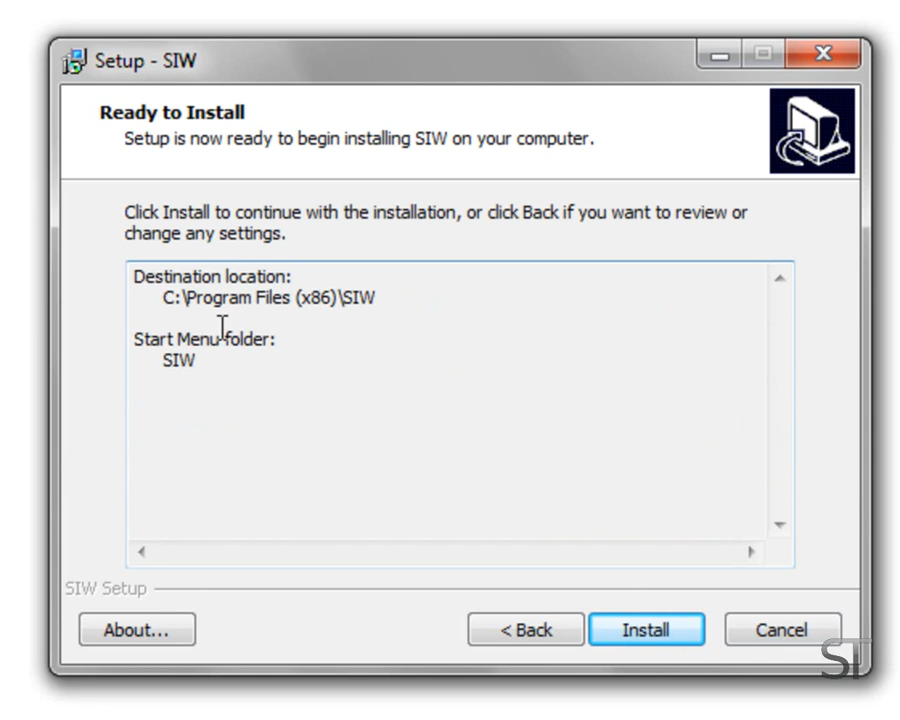 Setup - SIW
Ready to Install
Setup is now ready to begin installing SIW on your computer.
Click Install to continue with the installation, or click Back if you want to review or
change any settings.
Destination location:
C:\Program Files (x86)\SIW
Start Menu folder:
SIW
SIW Setup
About...
< Back
Install
Cancel
ST